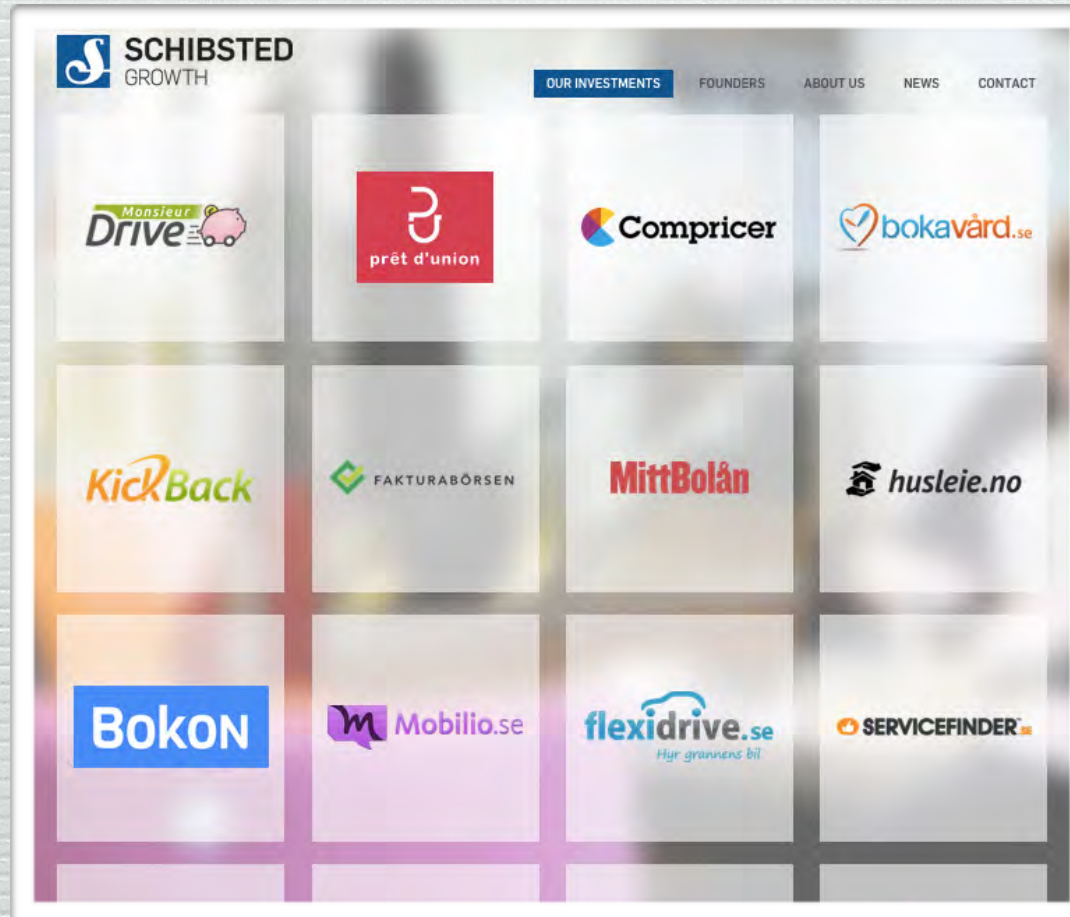 SCHIBSTED
GROWTH
OUR INVESTMENTS FOUNDERS ABOUT US NEWS CONTACT
Monsieur
Drive
prêt d'union
Compricer
bokavård.se
KickBack
FAKTURABÖRSEN
MittBolån
husleie.no
BOKON
Mobilio.se
flexidrive.se
Hyr grannens bil
SERVICEFINDER.SE